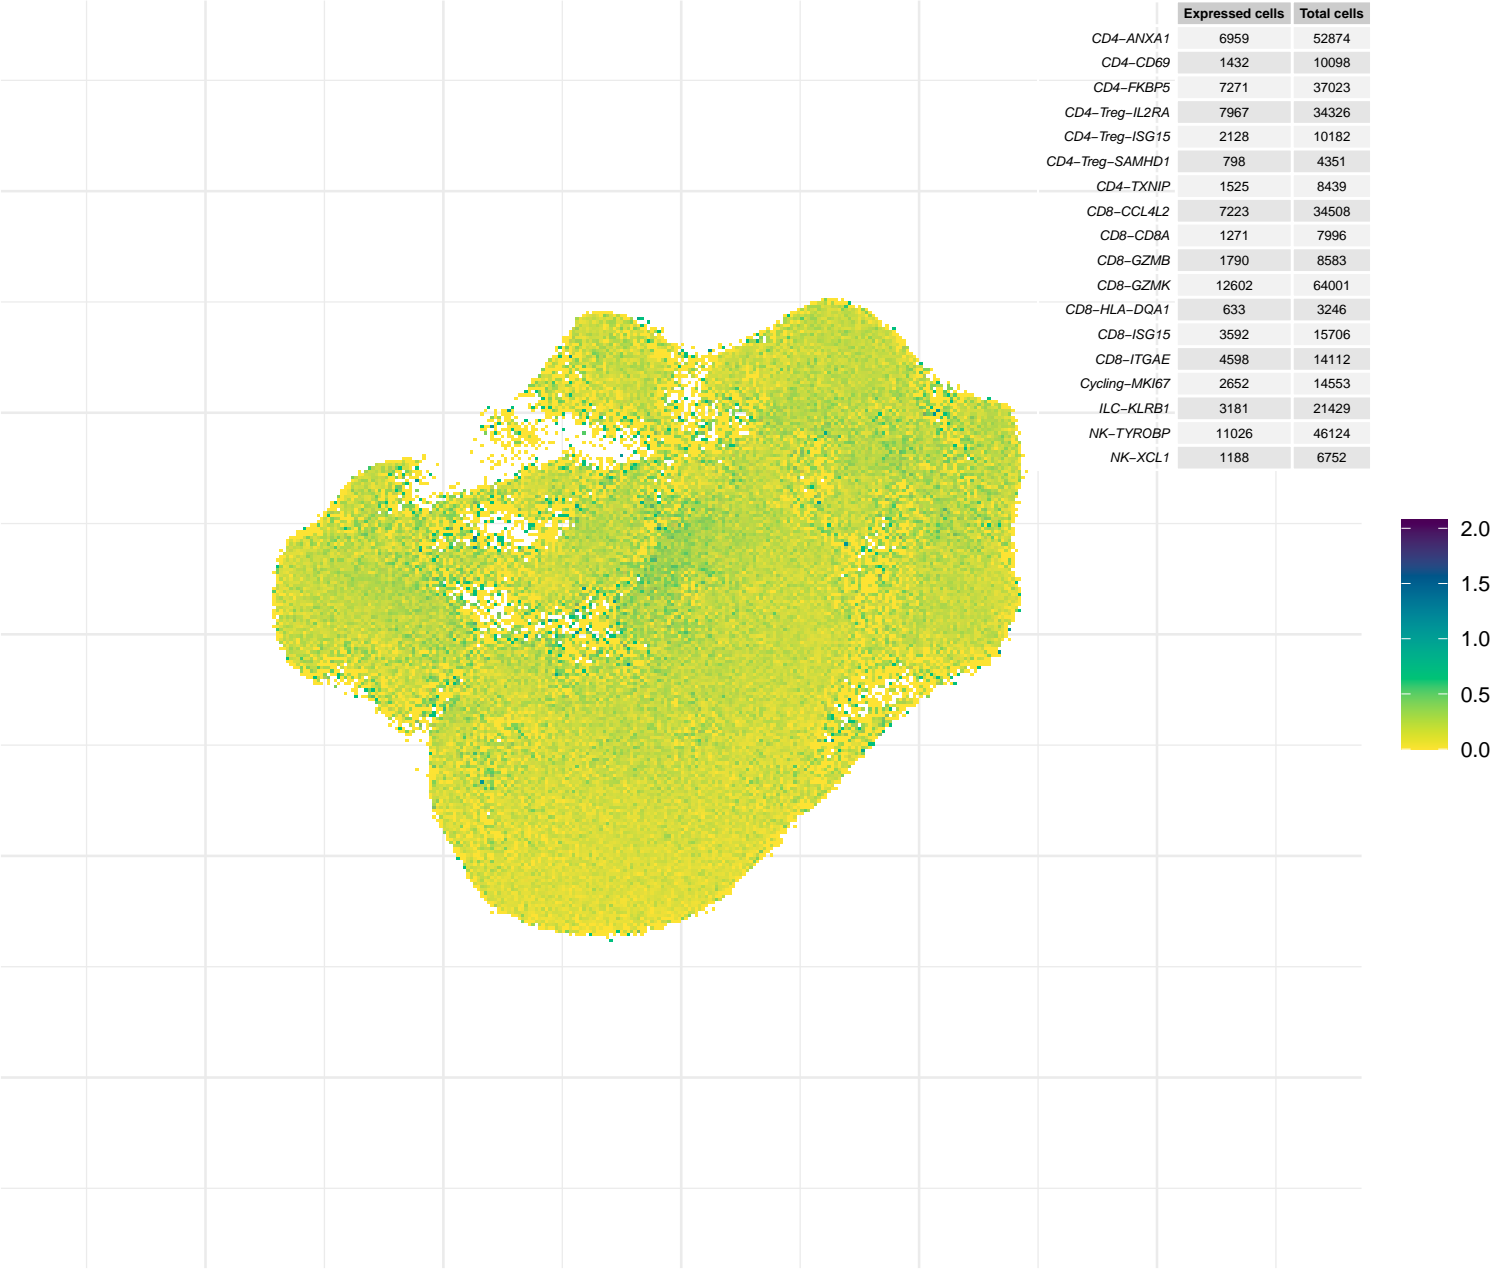 Expressed cells Total cells
CD4−ANXA1 6959 52874
CD4−CD69 1432 10098
CD4−FKBP5 7271 37023
CD4−Treg−IL2RA 7967 34326
CD4−Treg−ISG15 2128 10182
CD4−Treg−SAMHD1 798 4351
CD4−TXNIP 1525 8439
CD8−CCL4L2 7223 34508
CD8−CD8A 1271 7996
CD8−GZMB 1790 8583
CD8−GZMK 12602 64001
CD8−HLA−DQA1 633 3246
CD8−ISG15 3592 15706
CD8−ITGAE 4598 14112
Cycling−MKI67 2652 14553
ILC−KLRB1 3181 21429
NK−TYROBP 11026 46124
NK−XCL1 1188 6752
2.0
1.5
1.0
0.5
0.0